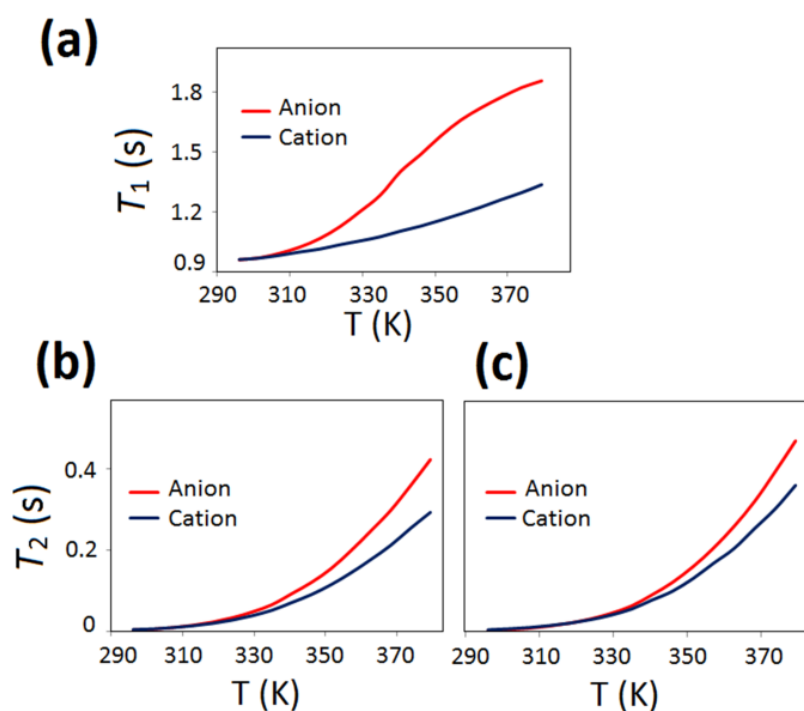 (a)
T1 (s)
1.8
1.5
1.2
0.9
Anion
Cation
290 310 330 350 370
T (K)
(b)
T2 (s)
0.4
0.2
0
Anion
Cation
290 310 330 350 370
T (K)
(c)
Anion
Cation
290 310 330 350 370
T (K)